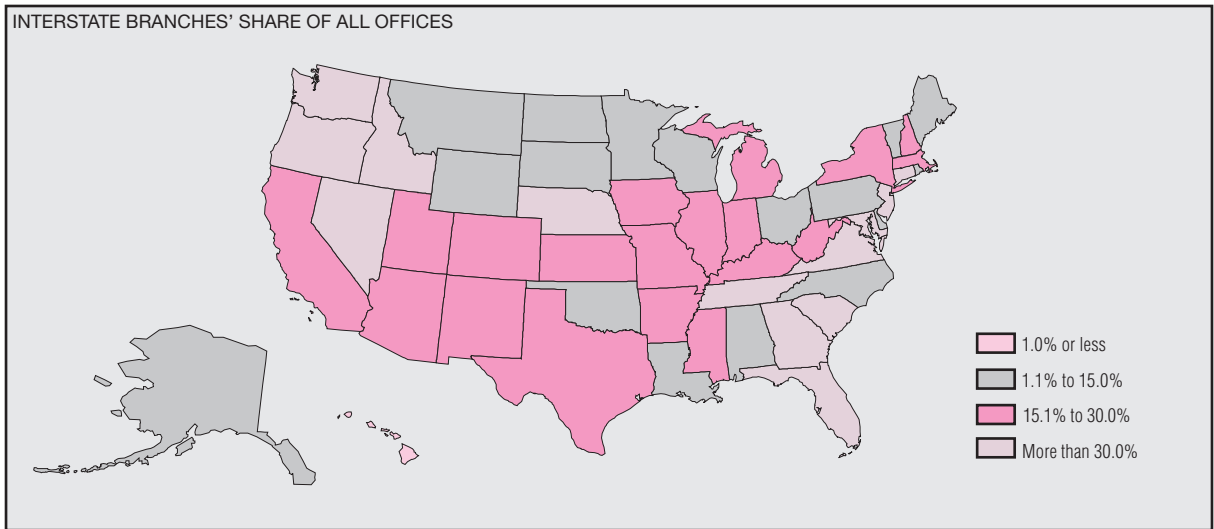 INTERSTATE BRANCHES’ SHARE OF ALL OFFICES
1.0% or less
1.1% to 15.0%
15.1% to 30.0%
More than 30.0%